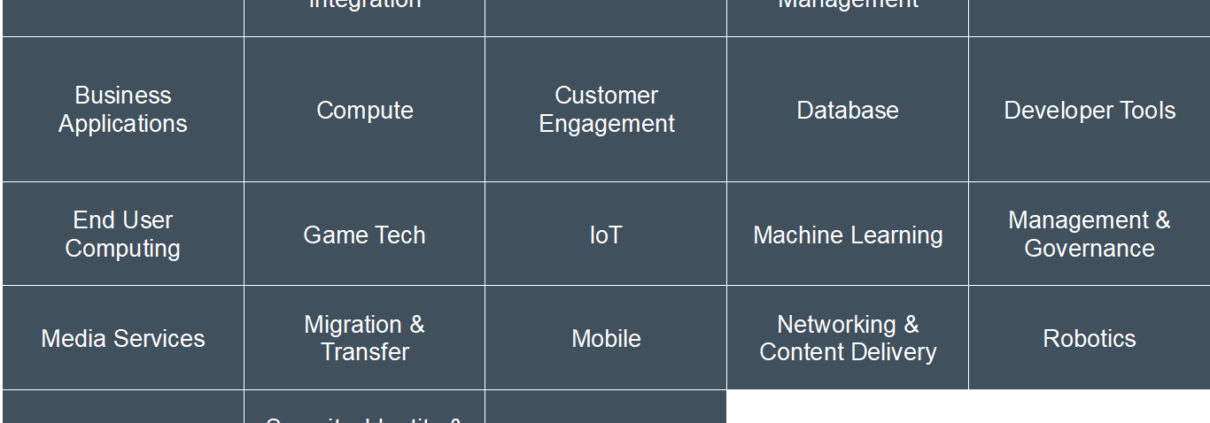 Integration
Management
Business
Applications
Compute
Customer
Engagement
Database
Developer Tools
End User
Computing
Game Tech
IoT
Machine Learning
Management &
Governance
Media Services
Migration &
Transfer
Mobile
Networking &
Content Delivery
Robotics